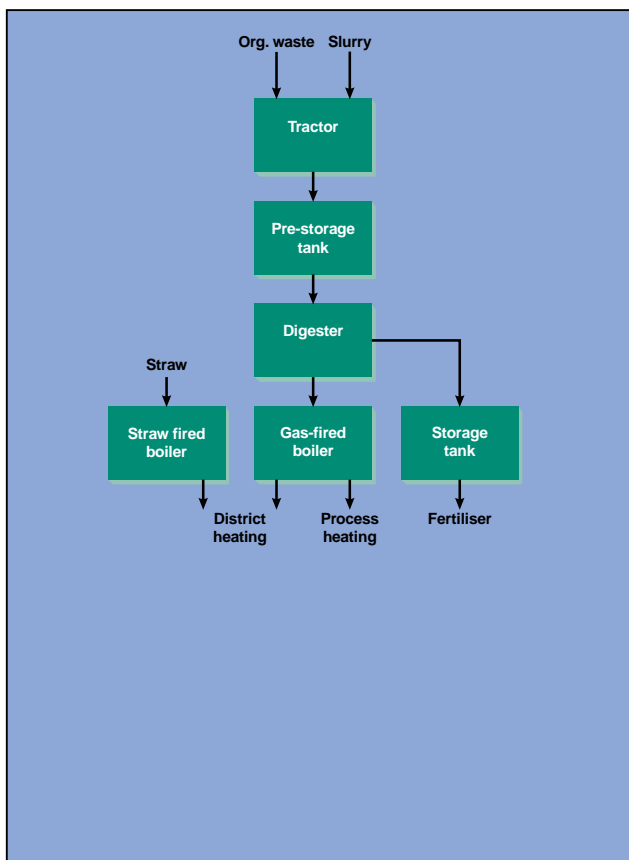 Org. waste
Slurry
Tractor
Pre-storage
tank
Digester
Straw
Straw fired
boiler
Gas-fired
boiler
Storage
tank
District
heating
Process
heating
Fertiliser